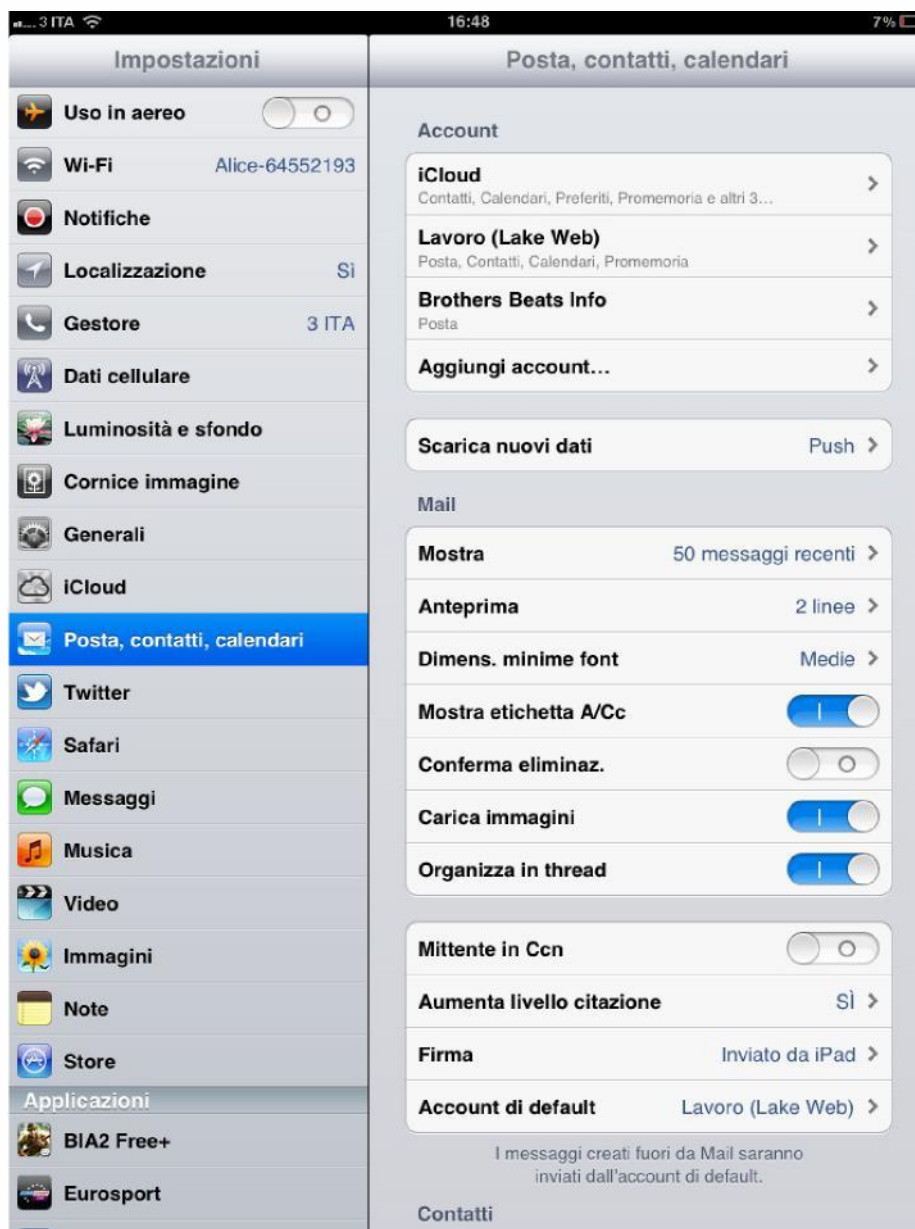 3 ITA
16:48
7%
Impostazioni
Uso in aereo
Wi-Fi Alice-64552193
Notifiche
Localizzazione Sì
Gestore 3 ITA
Dati cellulare
Luminosità e sfondo
Cornice immagine
Generali
iCloud
Posta, contatti, calendari
Twitter
Safari
Messaggi
Musica
Video
Immagini
Note
Store
Applicazioni
BIA2 Free+
Eurosport
Posta, contatti, calendari
Account
iCloud
Contatti, Calendari, Preferiti, Promemoria e altri 3...
Lavoro (Lake Web)
Posta, Contatti, Calendari, Promemoria
Brothers Beats Info
Posta
Aggiungi account...
Scarica nuovi dati Push
Mail
Mostra 50 messaggi recenti
Anteprima 2 linee
Dimens. minime font Medie
Mostra etichetta A/Cc
Conferma eliminaz.
Carica immagini
Organizza in thread
Mittente in Ccn
Aumenta livello citazione SÌ
Firma Inviato da iPad
Account di default Lavoro (Lake Web)
I messaggi creati fuori da Mail saranno
inviati dall'account di default.
Contatti